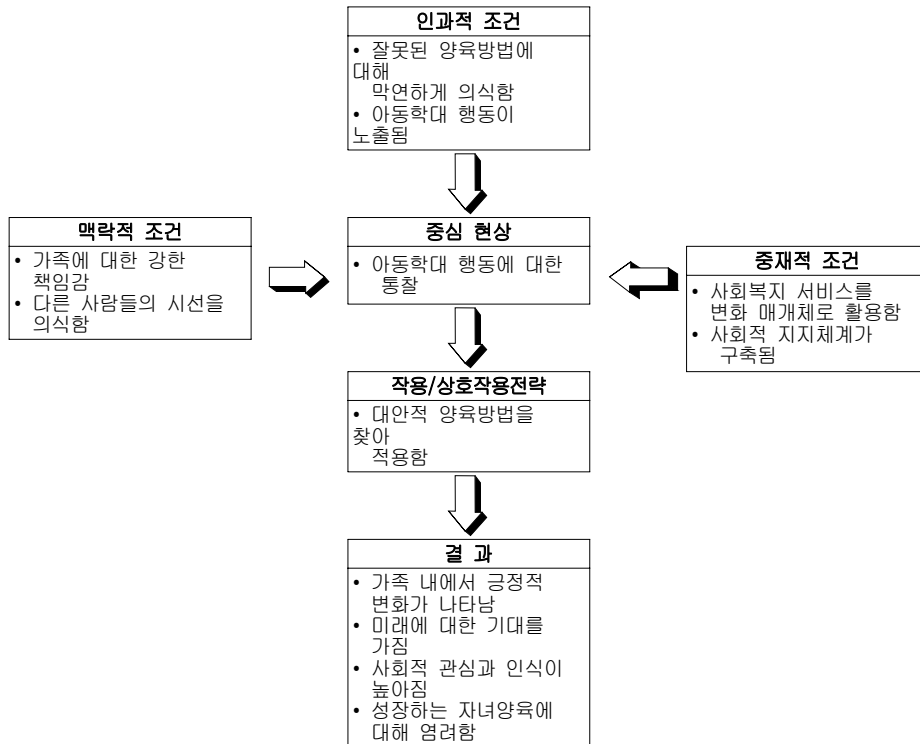 인과적 조건
• 잘못된 양육방법에
대해
막연하게 의식함
• 아동학대 행동이
노출됨
맥락적 조건
• 가족에 대한 강한
책임감
• 다른 사람들의 시선을
의식함
중심 현상
• 아동학대 행동에 대한
통찰
중재적 조건
• 사회복지 서비스를
변화 매개체로 활용함
• 사회적 지지체계가
구축됨
작용/상호작용전략
• 대안적 양육방법을
찾아
적용함
결 과
• 가족 내에서 긍정적
변화가 나타남
• 미래에 대한 기대를
가짐
• 사회적 관심과 인식이
높아짐
• 성장하는 자녀양육에
대해 염려함